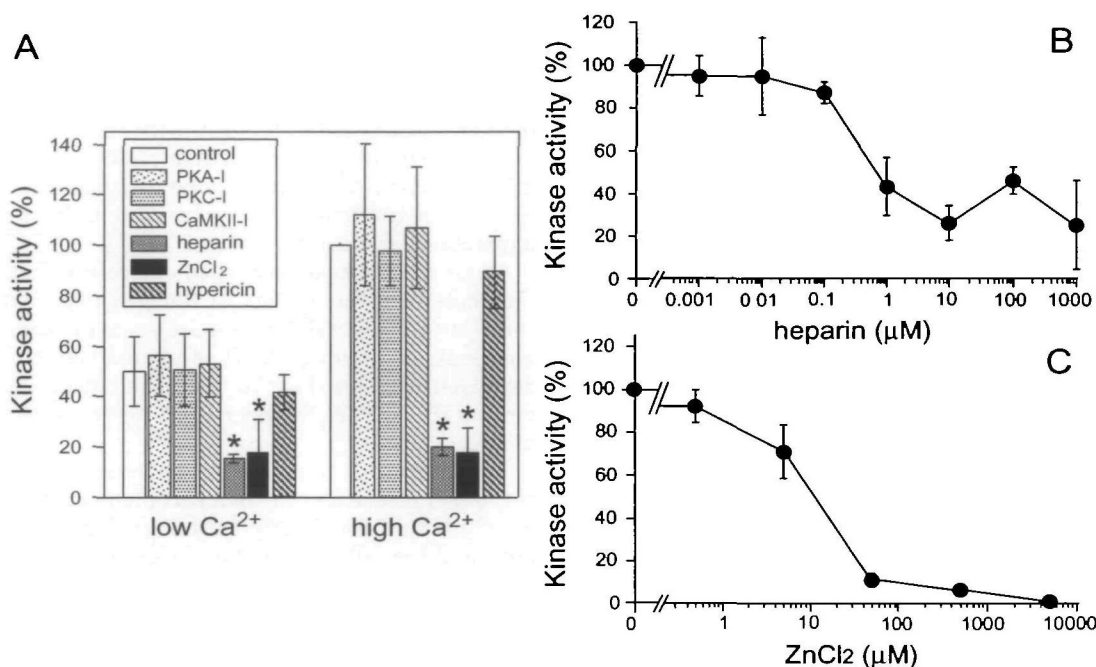 A
Kinase activity (%)
140
120
100
80
60
40
20
0
control
PKA-I
PKC-I
CaMKII-I
heparin
ZnCl₂
hypericin
*
*
*
*
low Ca²⁺
high Ca²⁺
B
Kinase activity (%)
120
100
80
60
40
20
0
0 0.001 0 01 0.1 1 10 100 1000
heparin (µM)
C
Kinase activity (%)
120
100
80
60
40
20
0
0 1 10 100 1000 10000
ZnCl₂ (µM)